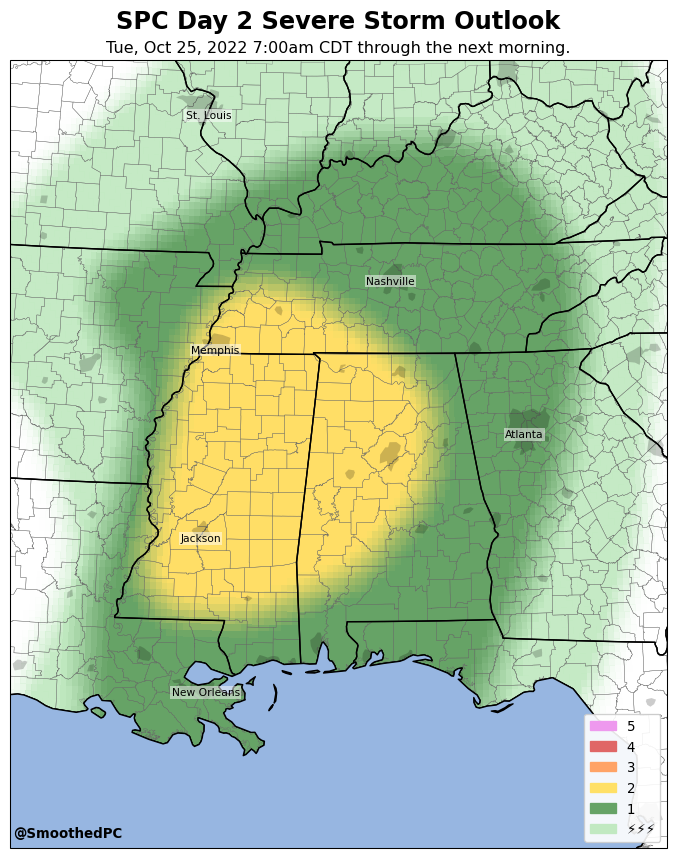 SPC Day 2 Severe Storm Outlook
Tue, Oct 25, 2022 7:00am CDT through the next morning.
St. Louis
Nashville
Memphis
Atlanta
Jackson
New Orleans
5
4
3
2
1
⚡⚡⚡
@SmoothedPC